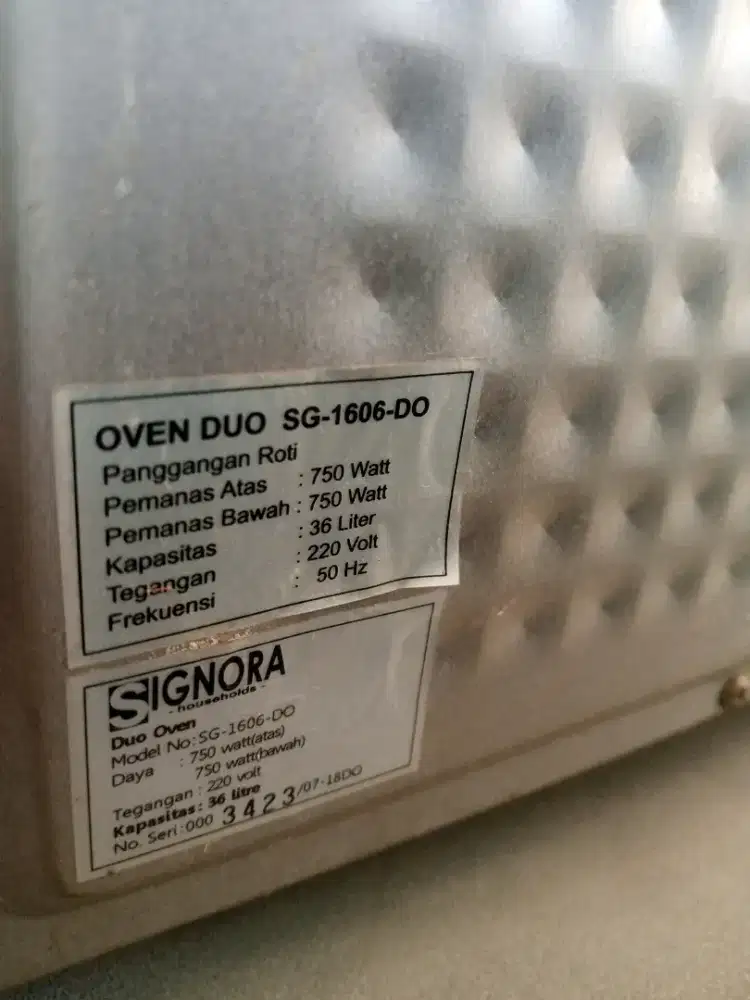 OVEN DUO SG-1606-DO
Panggangan Roti
Pemanas Atas : 750 Watt
Pemanas Bawah : 750 Watt
Kapasitas : 36 Liter
Tegangan : 220 Volt
Frekuensi : 50 Hz
SIGNORA
- households -
Duo Oven
Model No:SG-1606-DO
Daya : 750 watt(atas)
750 watt(bawah)
Tegangan : 220 volt
Kapasitas: 36 litre
No. Seri :000 3423/07-18DO